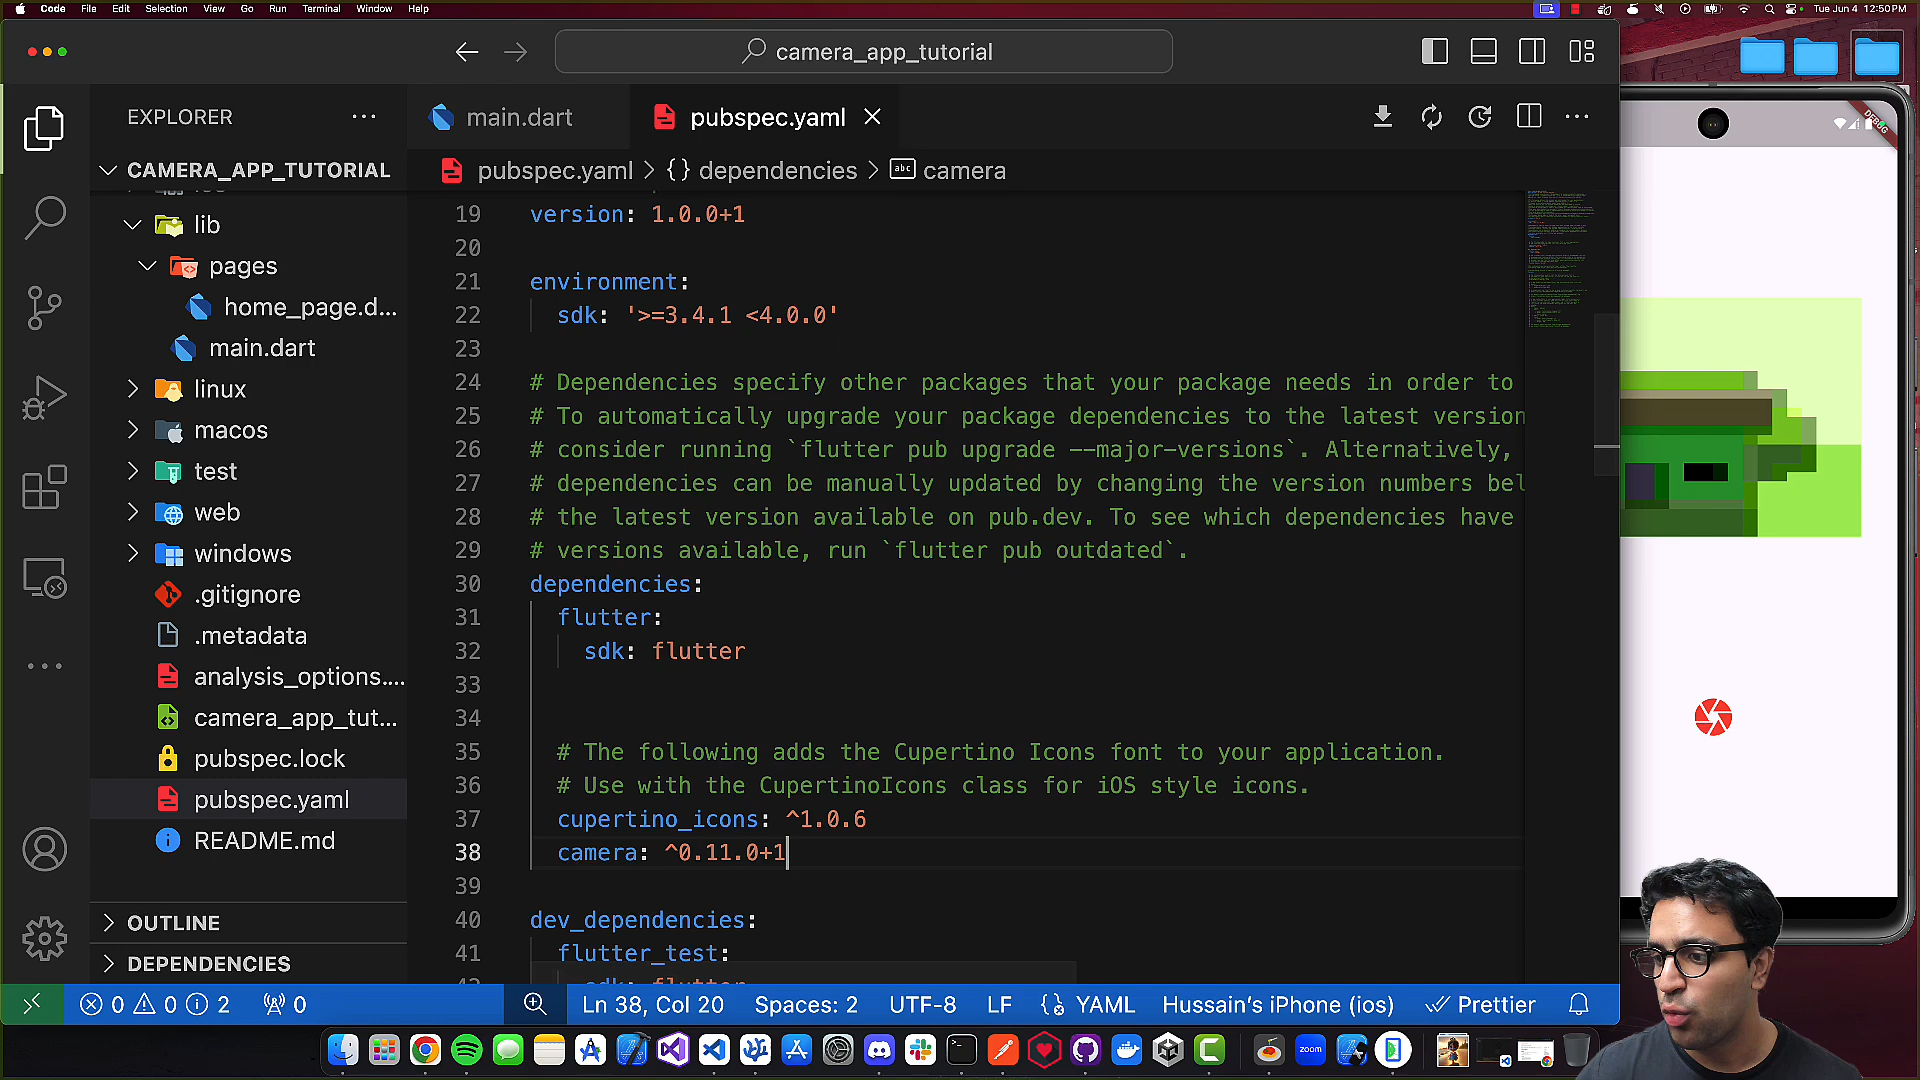 Code File Edit Selection View Go Run Terminal Window Help
Tue Jun 4 12:50 PM
camera_app_tutorial
EXPLORER
main.dart
pubspec.yaml
CAMERA_APP_TUTORIAL
pubspec.yaml > {} dependencies > abc camera
lib
pages
home_page.d...
main.dart
linux
macos
test
web
windows
.gitignore
.metadata
analysis_options....
camera_app_tut...
pubspec.lock
pubspec.yaml
README.md
OUTLINE
DEPENDENCIES
19 version: 1.0.0+1
20
21 environment:
22 sdk: '>=3.4.1 <4.0.0'
23
24 # Dependencies specify other packages that your package needs in order to
25 # To automatically upgrade your package dependencies to the latest version
26 # consider running `flutter pub upgrade --major-versions`. Alternatively,
27 # dependencies can be manually updated by changing the version numbers bel
28 # the latest version available on pub.dev. To see which dependencies have
29 # versions available, run `flutter pub outdated`.
30 dependencies:
31 flutter:
32 sdk: flutter
33
34
35 # The following adds the Cupertino Icons font to your application.
36 # Use with the CupertinoIcons class for iOS style icons.
37 cupertino_icons: ^1.0.6
38 camera: ^0.11.0+1
39
40 dev_dependencies:
41 flutter_test:
DEBUG
0 0 2 0
Ln 38, Col 20 Spaces: 2 UTF-8 LF YAML Hussain's iPhone (ios) Prettier
zoom